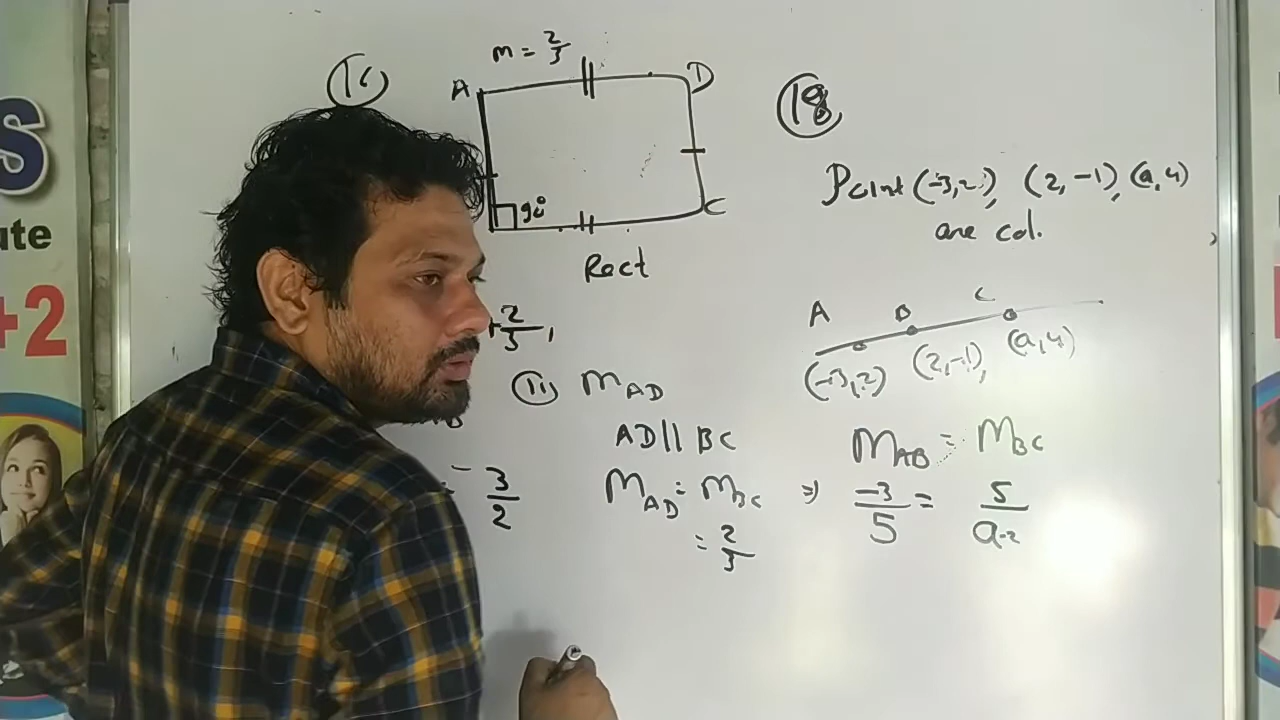 S
ute
+2
16
m = 2/3
A
D
90°
C
Rect
+2/3,
(ii) MAD
AD || BC
MAD = MBC
= 2/3
- 3/2
18
Point (-3,2), (2,-1), (a,4)
are col.
A B C
(-3,2) (2,-1), (a,4)
MAB = MBC
⇒ -3/5 = 5/a-2